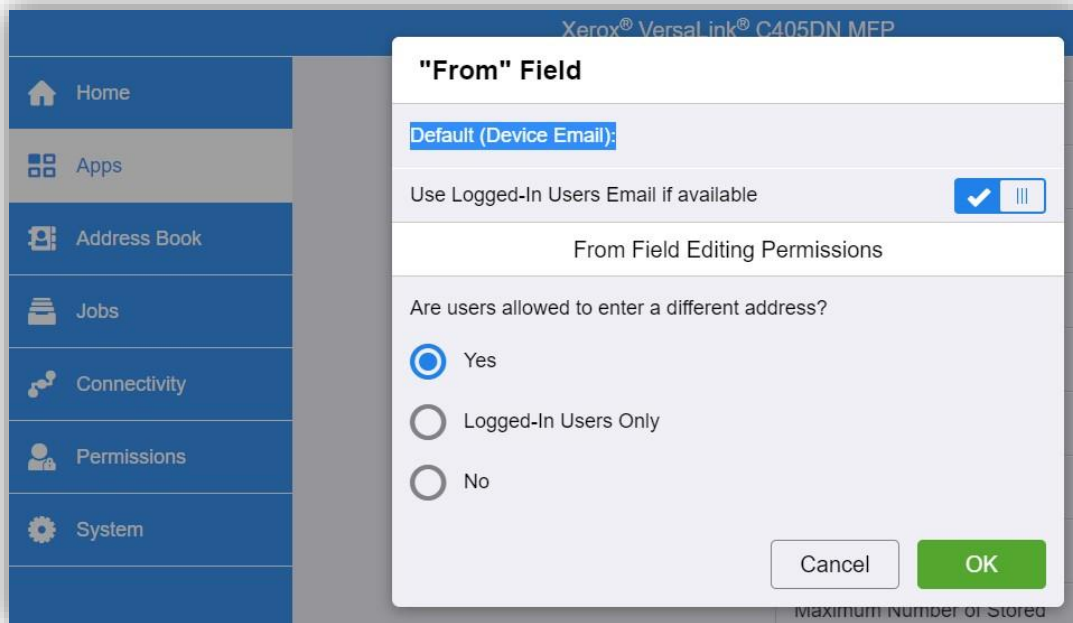 Xerox® VersaLink® C405DN MFP
"From" Field
Home
Default (Device Email):
Apps
Use Logged-In Users Email if available
Address Book
From Field Editing Permissions
Jobs
Are users allowed to enter a different address?
Yes
Connectivity
Logged-In Users Only
Permissions
No
System
Cancel
OK
Maximum Number of Stored